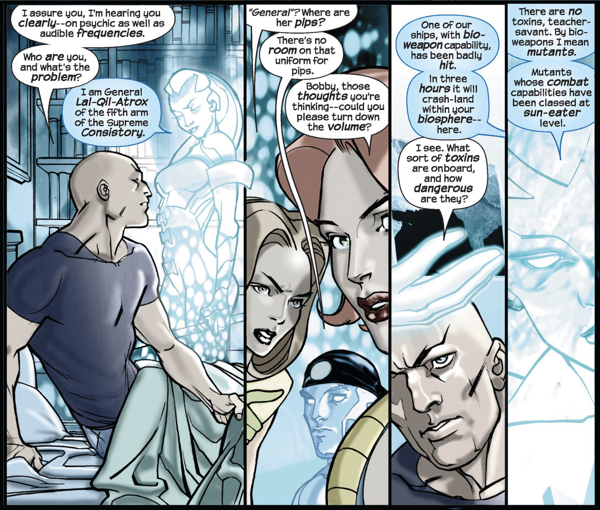 I assure you, I'm hearing you
clearly--on psychic as well as
audible frequencies.
Who are you,
and what's the
problem?
I am General
Lal-Qil-Atrox
of the fifth arm
of the Supreme
Consistory.
"General"? Where are
her pips?
There's no
room on that
uniform for
pips.
Bobby, those
thoughts you're
thinking--could you
please turn down
the volume?
One of our
ships, with bio-
weapon capability,
has been badly
hit.
In three
hours it will
crash-land
within your
biosphere--
here.
I see. What
sort of toxins
are onboard,
and how
dangerous
are they?
There are no
toxins, teacher-
savant. By bio-
weapons I mean
mutants.
Mutants
whose combat
capabilities have
been classed at
sun-eater
level.